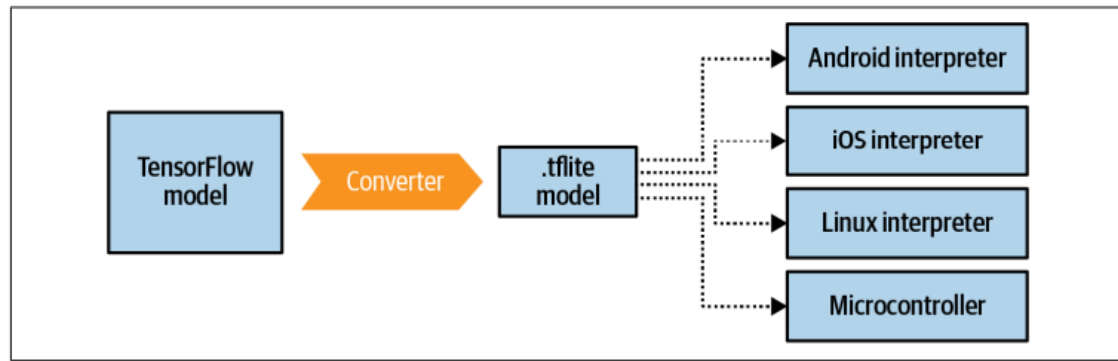 TensorFlow
model
Converter
.tflite
model
Android interpreter
iOS interpreter
Linux interpreter
Microcontroller